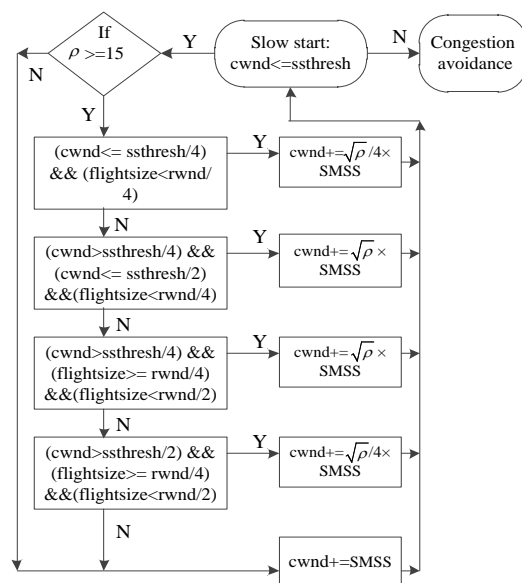 If
ρ >=15
Y
Slow start:
cwnd<=ssthresh
N
Congestion
avoidance
N
Y
(cwnd<= ssthresh/4)
&& (flightsize<rwnd/
4)
Y
cwnd+=√ρ/4×
SMSS
N
(cwnd>ssthresh/4) &&
(cwnd<= ssthresh/2)
&&(flightsize<rwnd/4)
Y
cwnd+=√ρ×
SMSS
N
(cwnd>ssthresh/4) &&
(flightsize>= rwnd/4)
&&(flightsize<rwnd/2)
Y
cwnd+=√ρ×
SMSS
N
(cwnd>ssthresh/2) &&
(flightsize>= rwnd/4)
&&(flightsize<rwnd/2)
Y
cwnd+=√ρ/4×
SMSS
N
cwnd+=SMSS